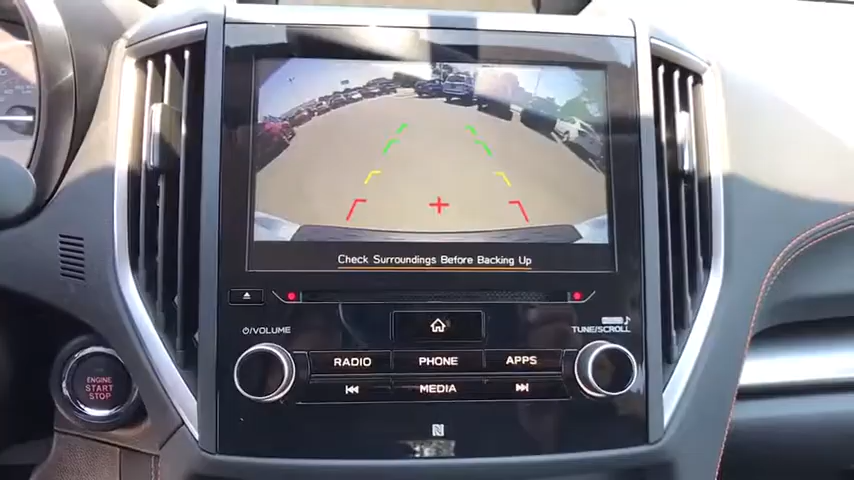 Check Surroundings Before Backing Up
VOLUME
TUNE/SCROLL
RADIO
PHONE
APPS
MEDIA
ENGINE
START
STOP